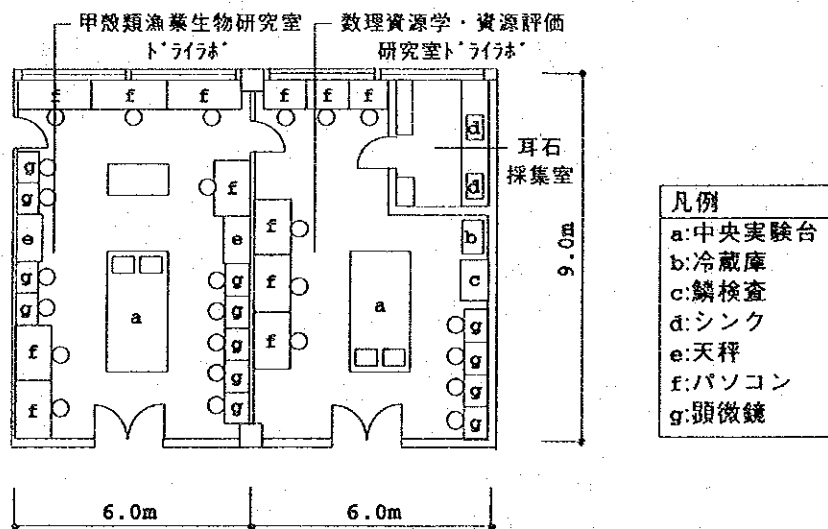 甲殻類漁業生物研究室
ﾄﾞﾗｲﾗﾎﾞ
数理資源学・資源評価
研究室ﾄﾞﾗｲﾗﾎﾞ
f f f f f f
d
耳石
採集室
g
g
f
d
e
f
e
b
g
g
g
g
a
f
a
c
g
g
f
f
g
g
g
g
f
g
g
9.0m
6.0m 6.0m
凡例
a:中央実験台
b:冷蔵庫
c:鱗検査
d:シンク
e:天秤
f:パソコン
g:顕微鏡